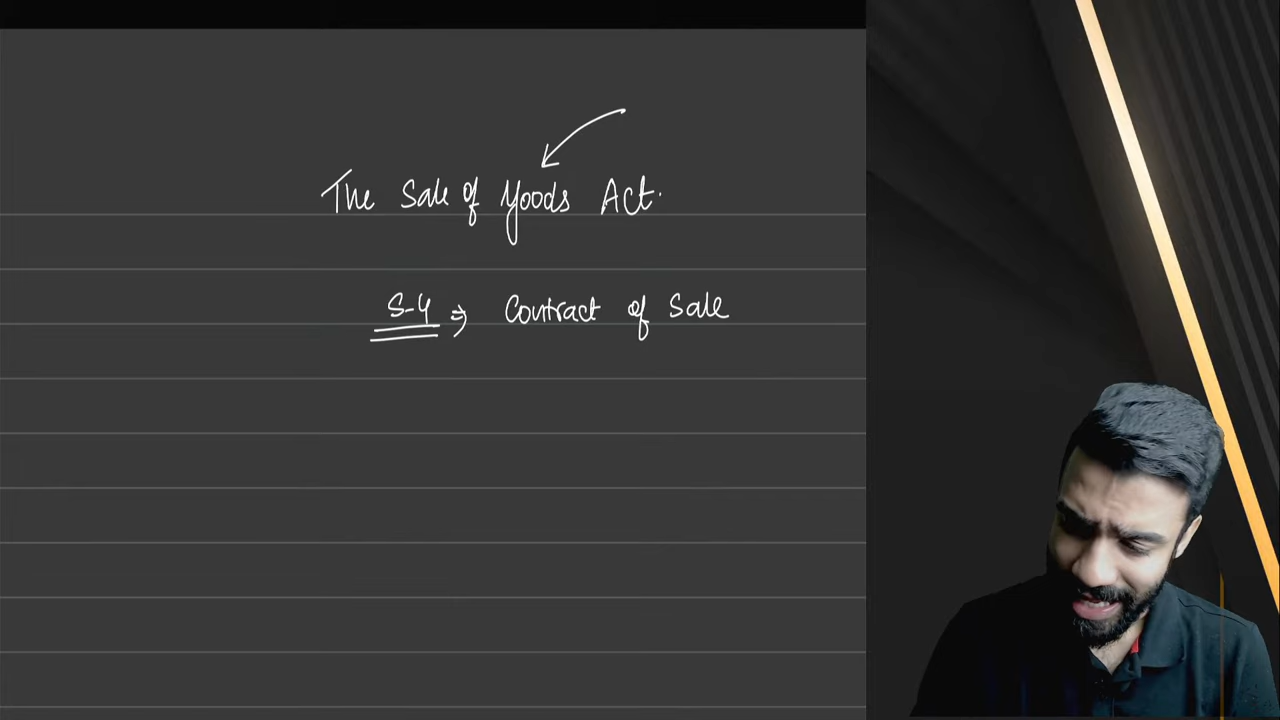 The Sale of Goods Act.
S-4 ⇒ Contract of Sale